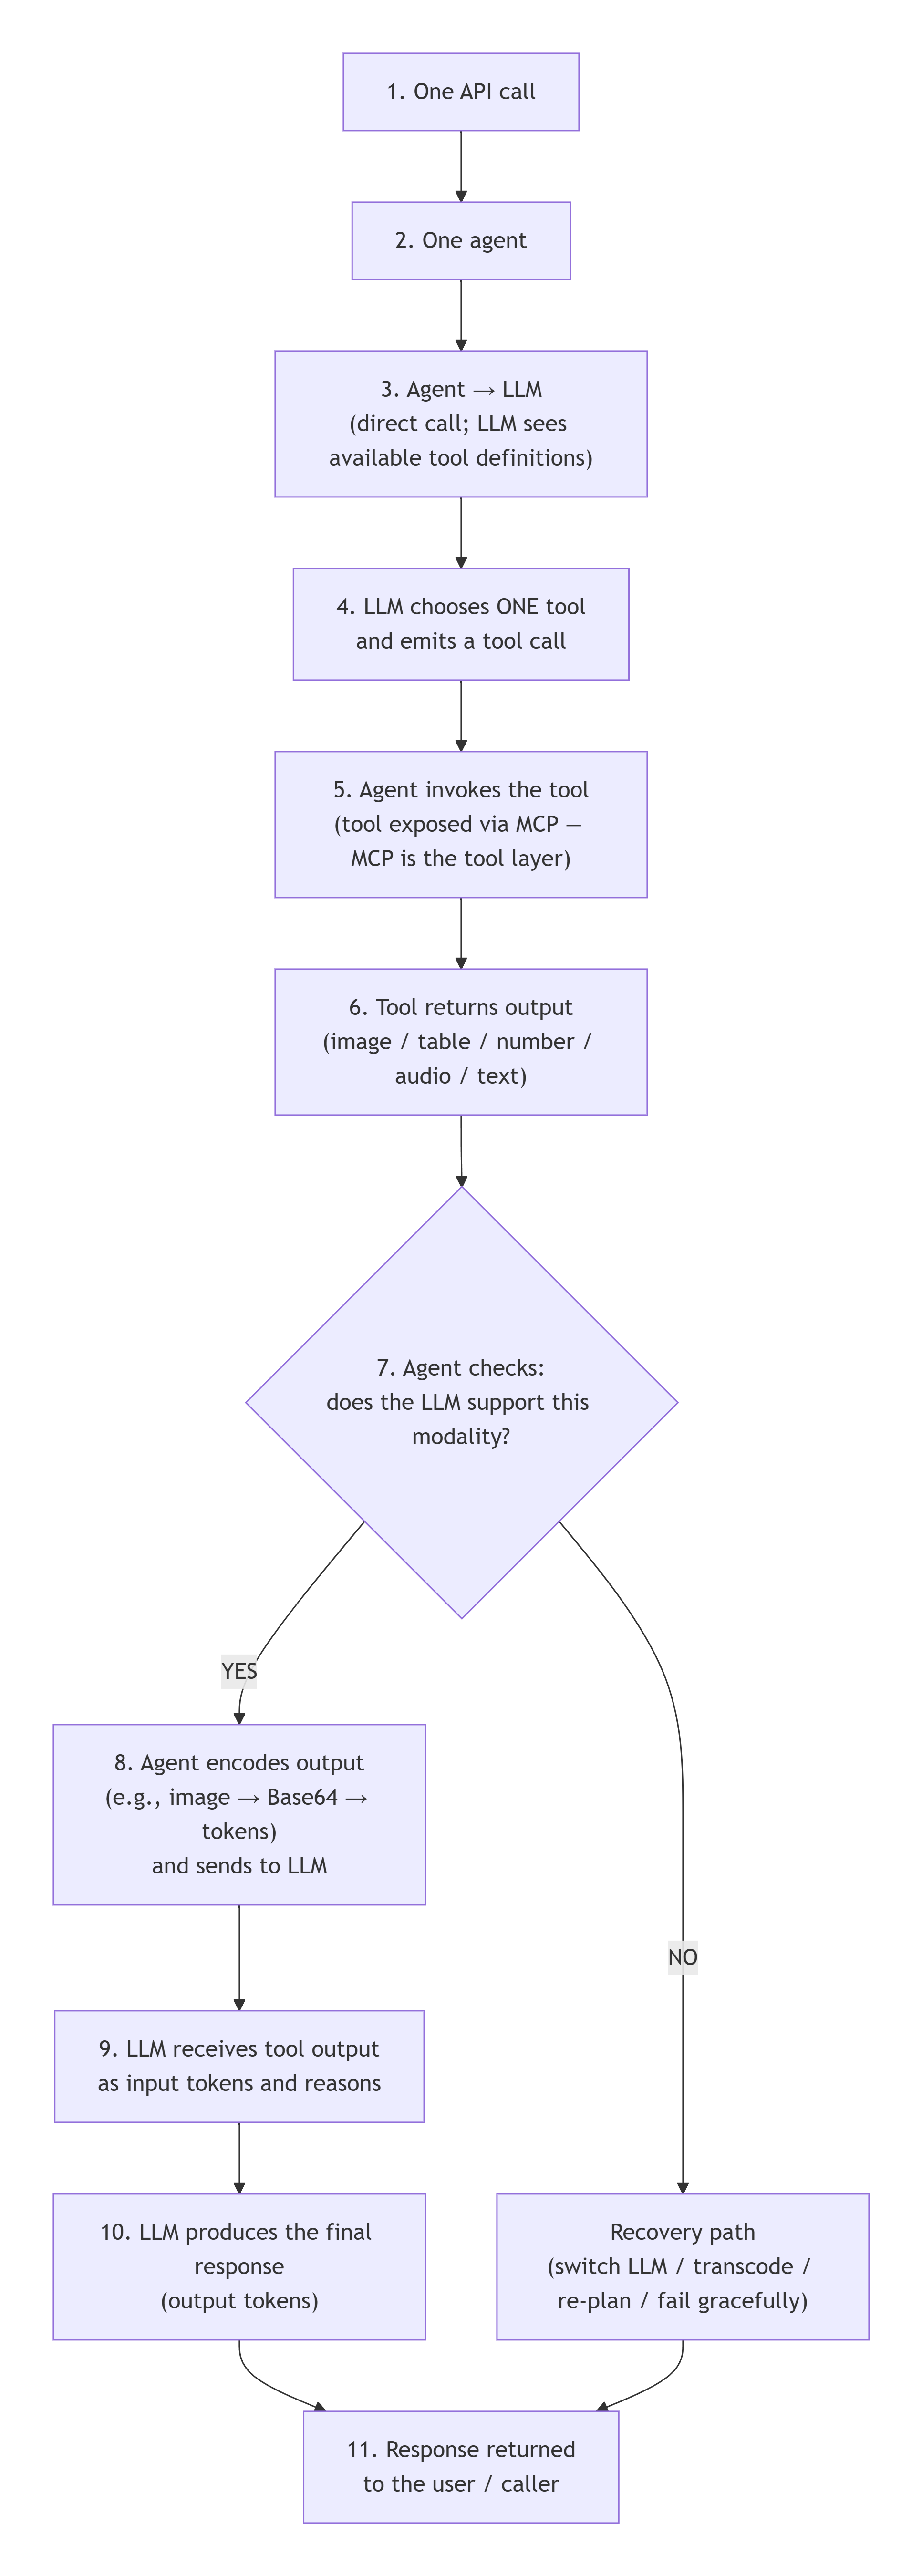 1. One API call
2. One agent
3. Agent → LLM
(direct call; LLM sees
available tool definitions)
4. LLM chooses ONE tool
and emits a tool call
5. Agent invokes the tool
(tool exposed via MCP —
MCP is the tool layer)
6. Tool returns output
(image / table / number /
audio / text)
7. Agent checks:
does the LLM support this
modality?
YES
8. Agent encodes output
(e.g., image → Base64 →
tokens)
and sends to LLM
NO
9. LLM receives tool output
as input tokens and reasons
10. LLM produces the final
response
(output tokens)
Recovery path
(switch LLM / transcode /
re-plan / fail gracefully)
11. Response returned
to the user / caller